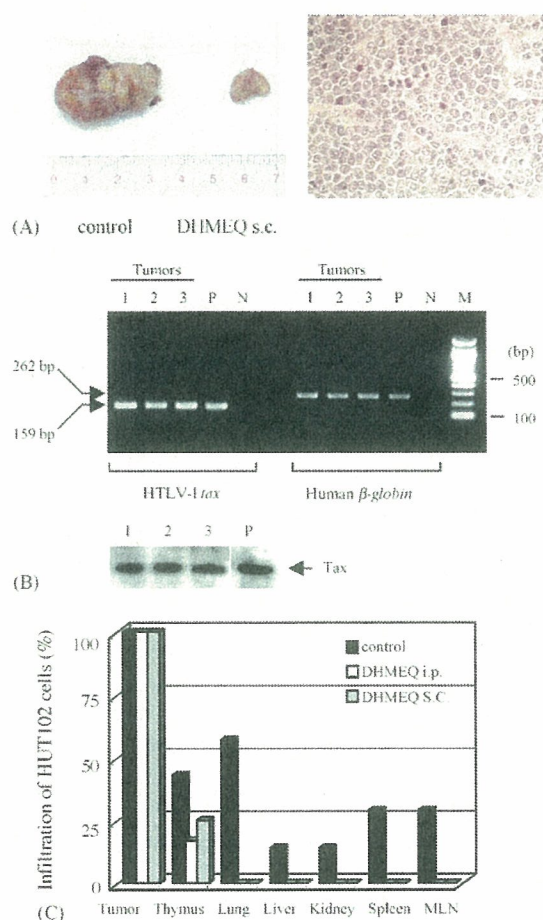 0 1 2 3 4 5 6 7
(A) control DHMEQ s.c.
Tumors Tumors
1 2 3 P N 1 2 3 P N M
262 bp
(bp)
500
159 bp
100
HTLV-I tax Human β-globin
1 2 3 P
Tax
(B)
Infiltration of HUT102 cells (%)
100
75
50
25
0
control
DHMEQ i.p.
DHMEQ S.C.
(C) Tumor Thymus Lung Liver Kidney Spleen MLN